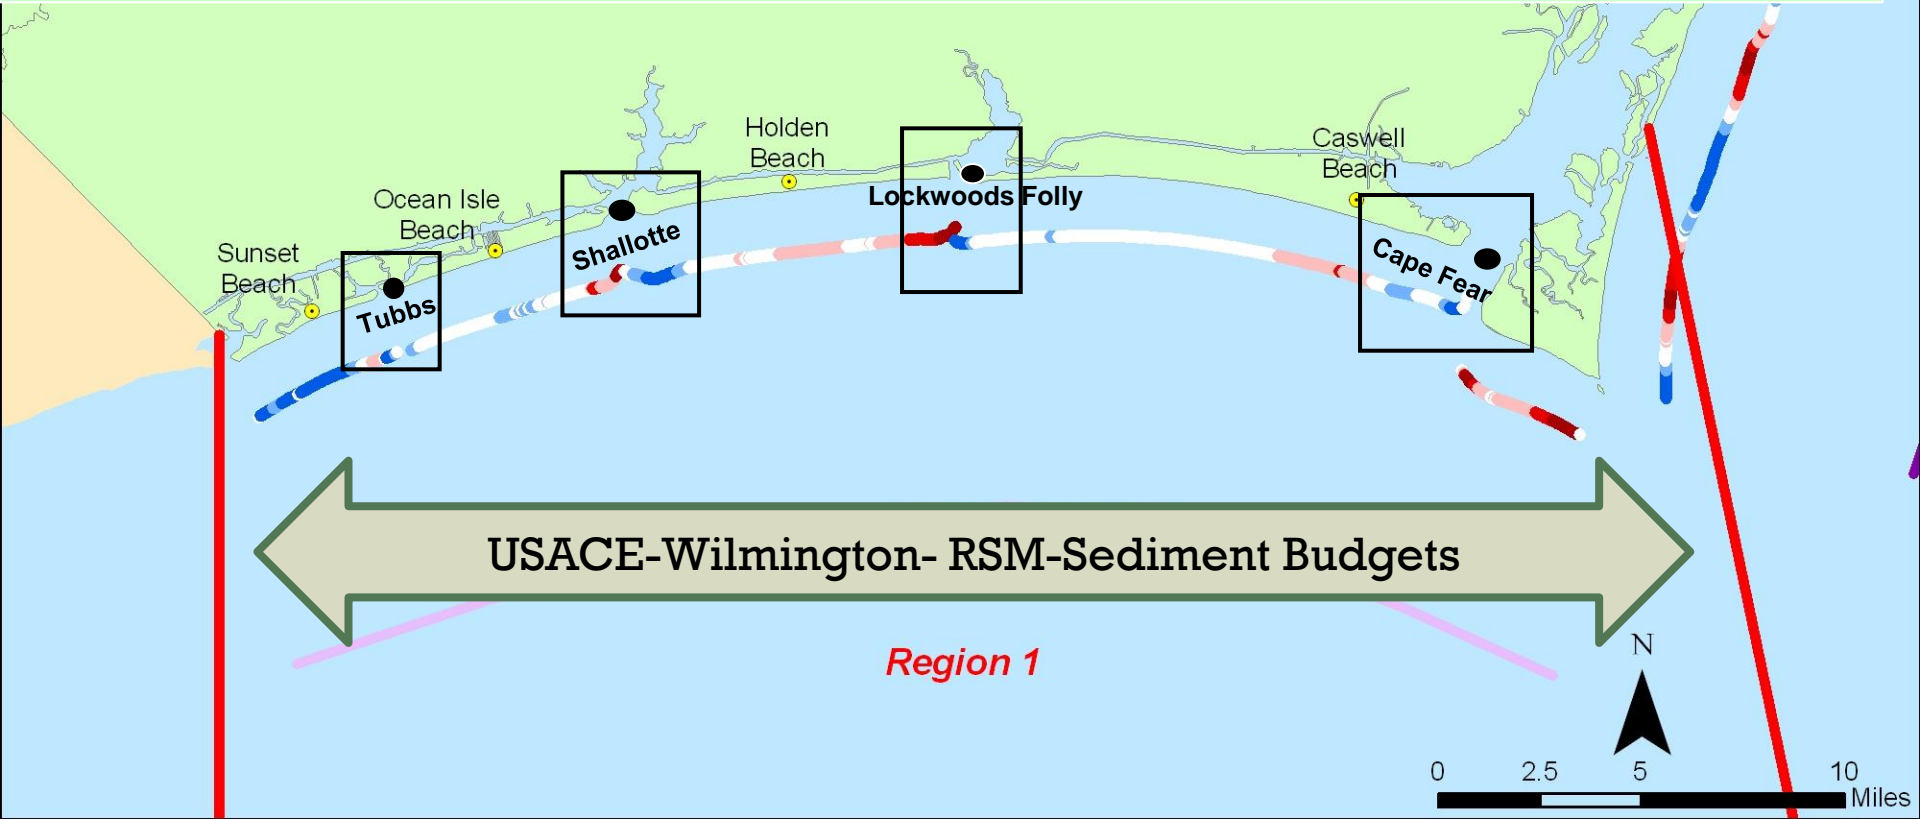 Holden
Beach
Caswell
Beach
Lockwoods Folly
Ocean Isle
Beach
Shallotte
Sunset
Beach
Cape Fear
Tubbs
USACE-Wilmington- RSM-Sediment Budgets
Region 1
N
0 2.5 5 10
Miles